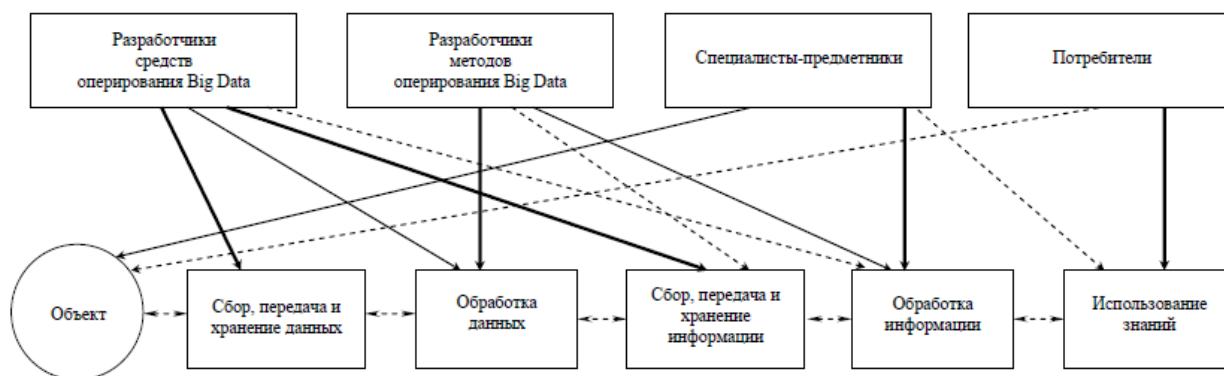 Разработчики
средств
оперирования Big Data
Разработчики
методов
оперирования Big Data
Специалисты-предметники
Потребители
Объект
Сбор, передача и
хранение данных
Обработка
данных
Сбор, передача и
хранение
информации
Обработка
информации
Использование
знаний